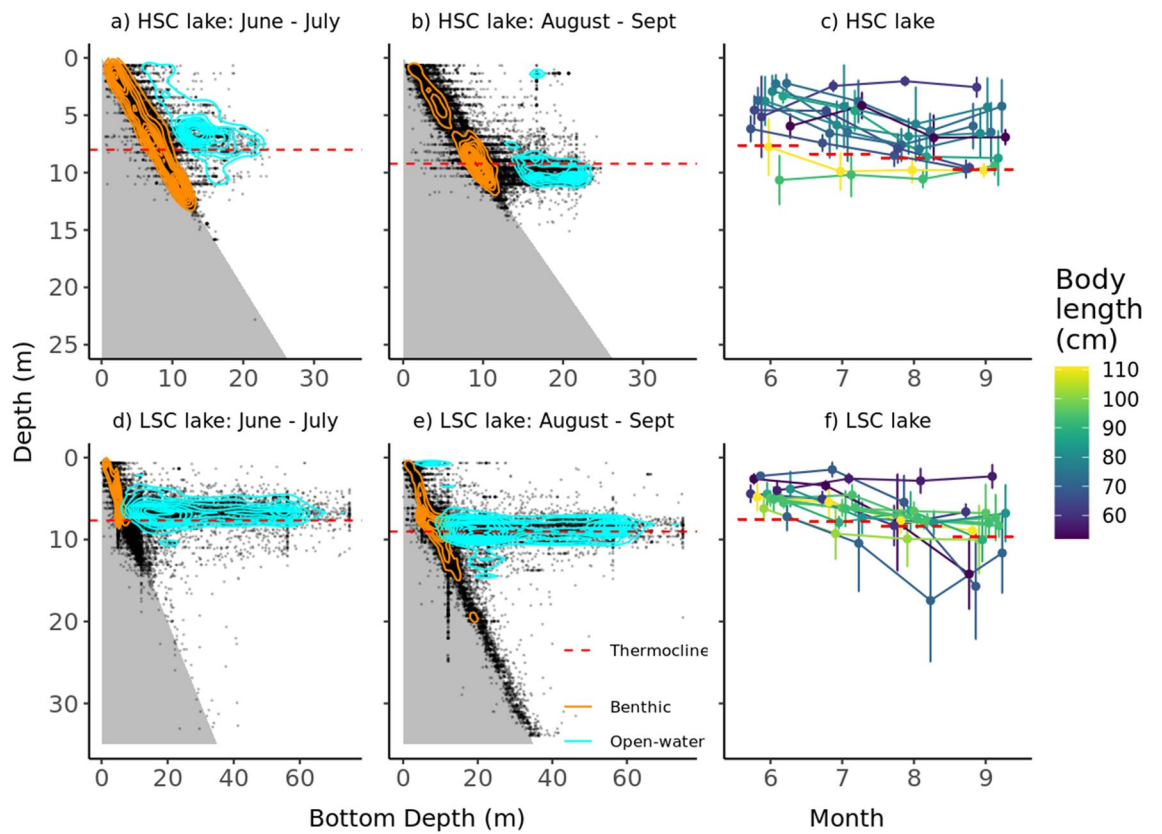 a) HSC lake: June - July
b) HSC lake: August - Sept
c) HSC lake
0
5
10
15
20
25
0
10
20
30
0
10
20
30
6
7
8
9
Depth (m)
Body
length
(cm)
110
100
90
80
70
60
d) LSC lake: June - July
e) LSC lake: August - Sept
f) LSC lake
0
10
20
30
Thermocline
Benthic
Open-water
0
20
40
60
0
20
40
60
6
7
8
9
Bottom Depth (m)
Month